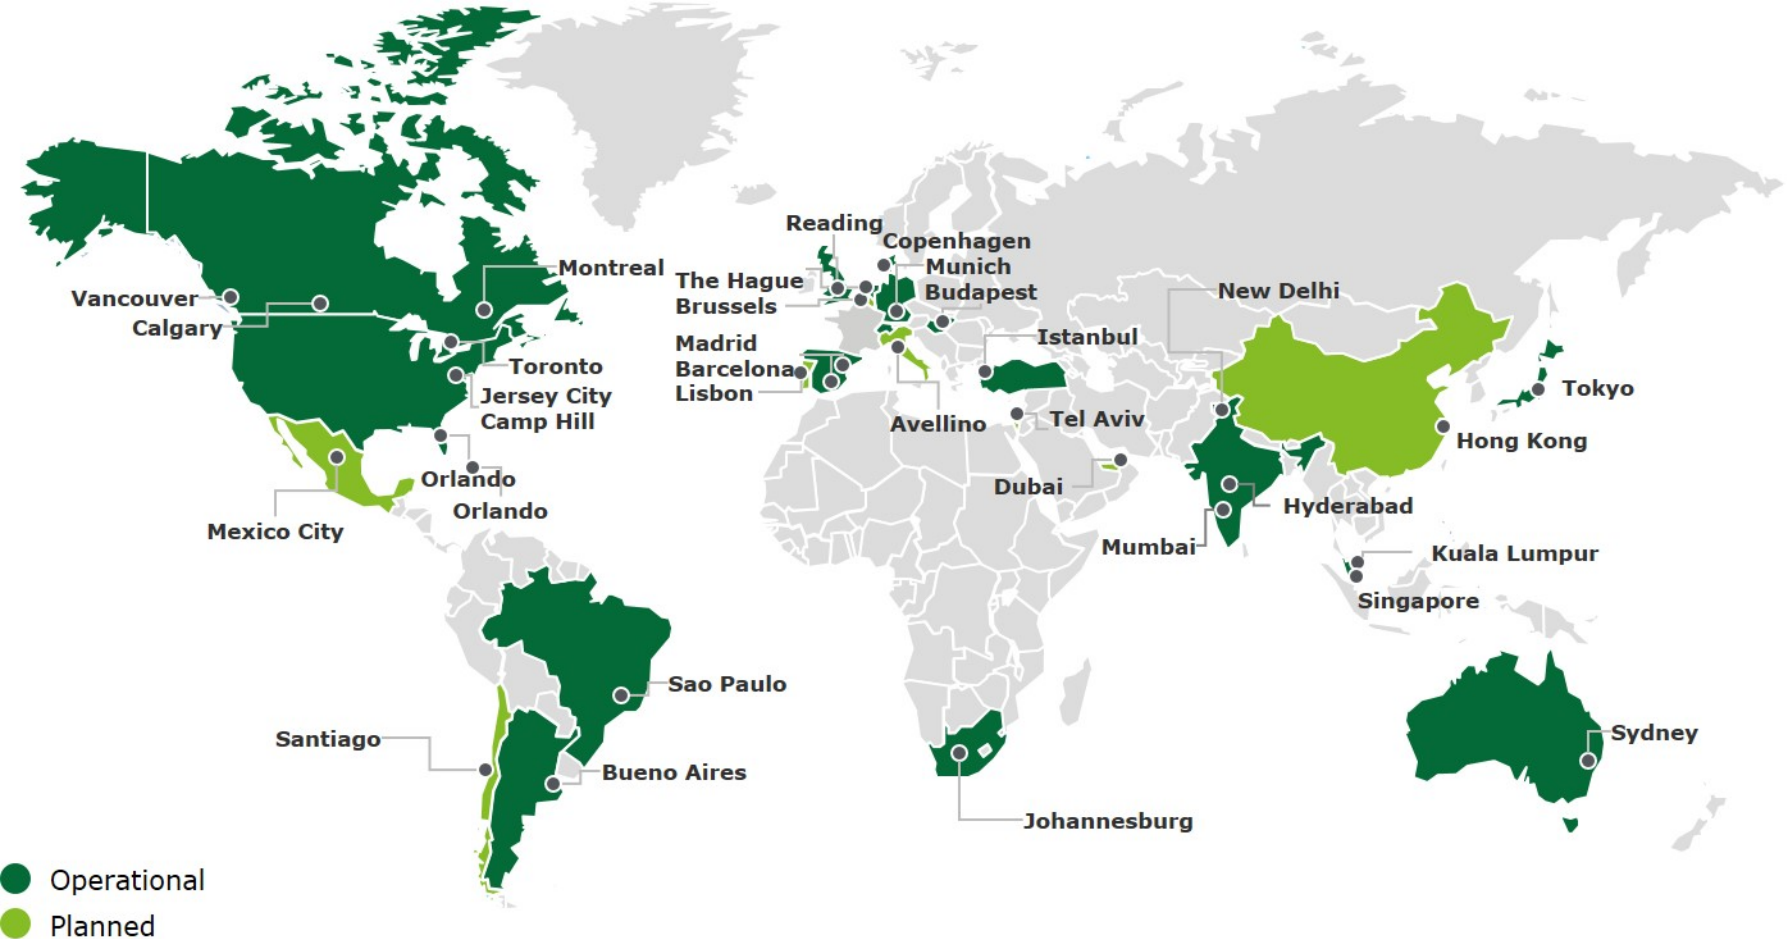 Reading
Copenhagen
Montreal
Munich
The Hague
Vancouver
Brussels
Budapest
New Delhi
Calgary
Madrid
Istanbul
Toronto
Barcelona
Tokyo
Jersey City
Lisbon
Camp Hill
Avellino
Tel Aviv
Hong Kong
Orlando
Dubai
Orlando
Hyderabad
Mexico City
Mumbai
Kuala Lumpur
Singapore
Sao Paulo
Santiago
Sydney
Bueno Aires
Johannesburg
Operational
Planned